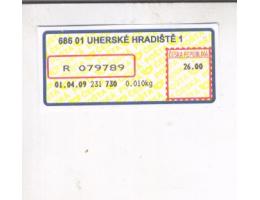 686 01 UHERSKÉ HRADIŠTĚ 1
ČESKÁ REPUBLIKA
R 079789
26.00
01.04.09 231 730 0.010kg